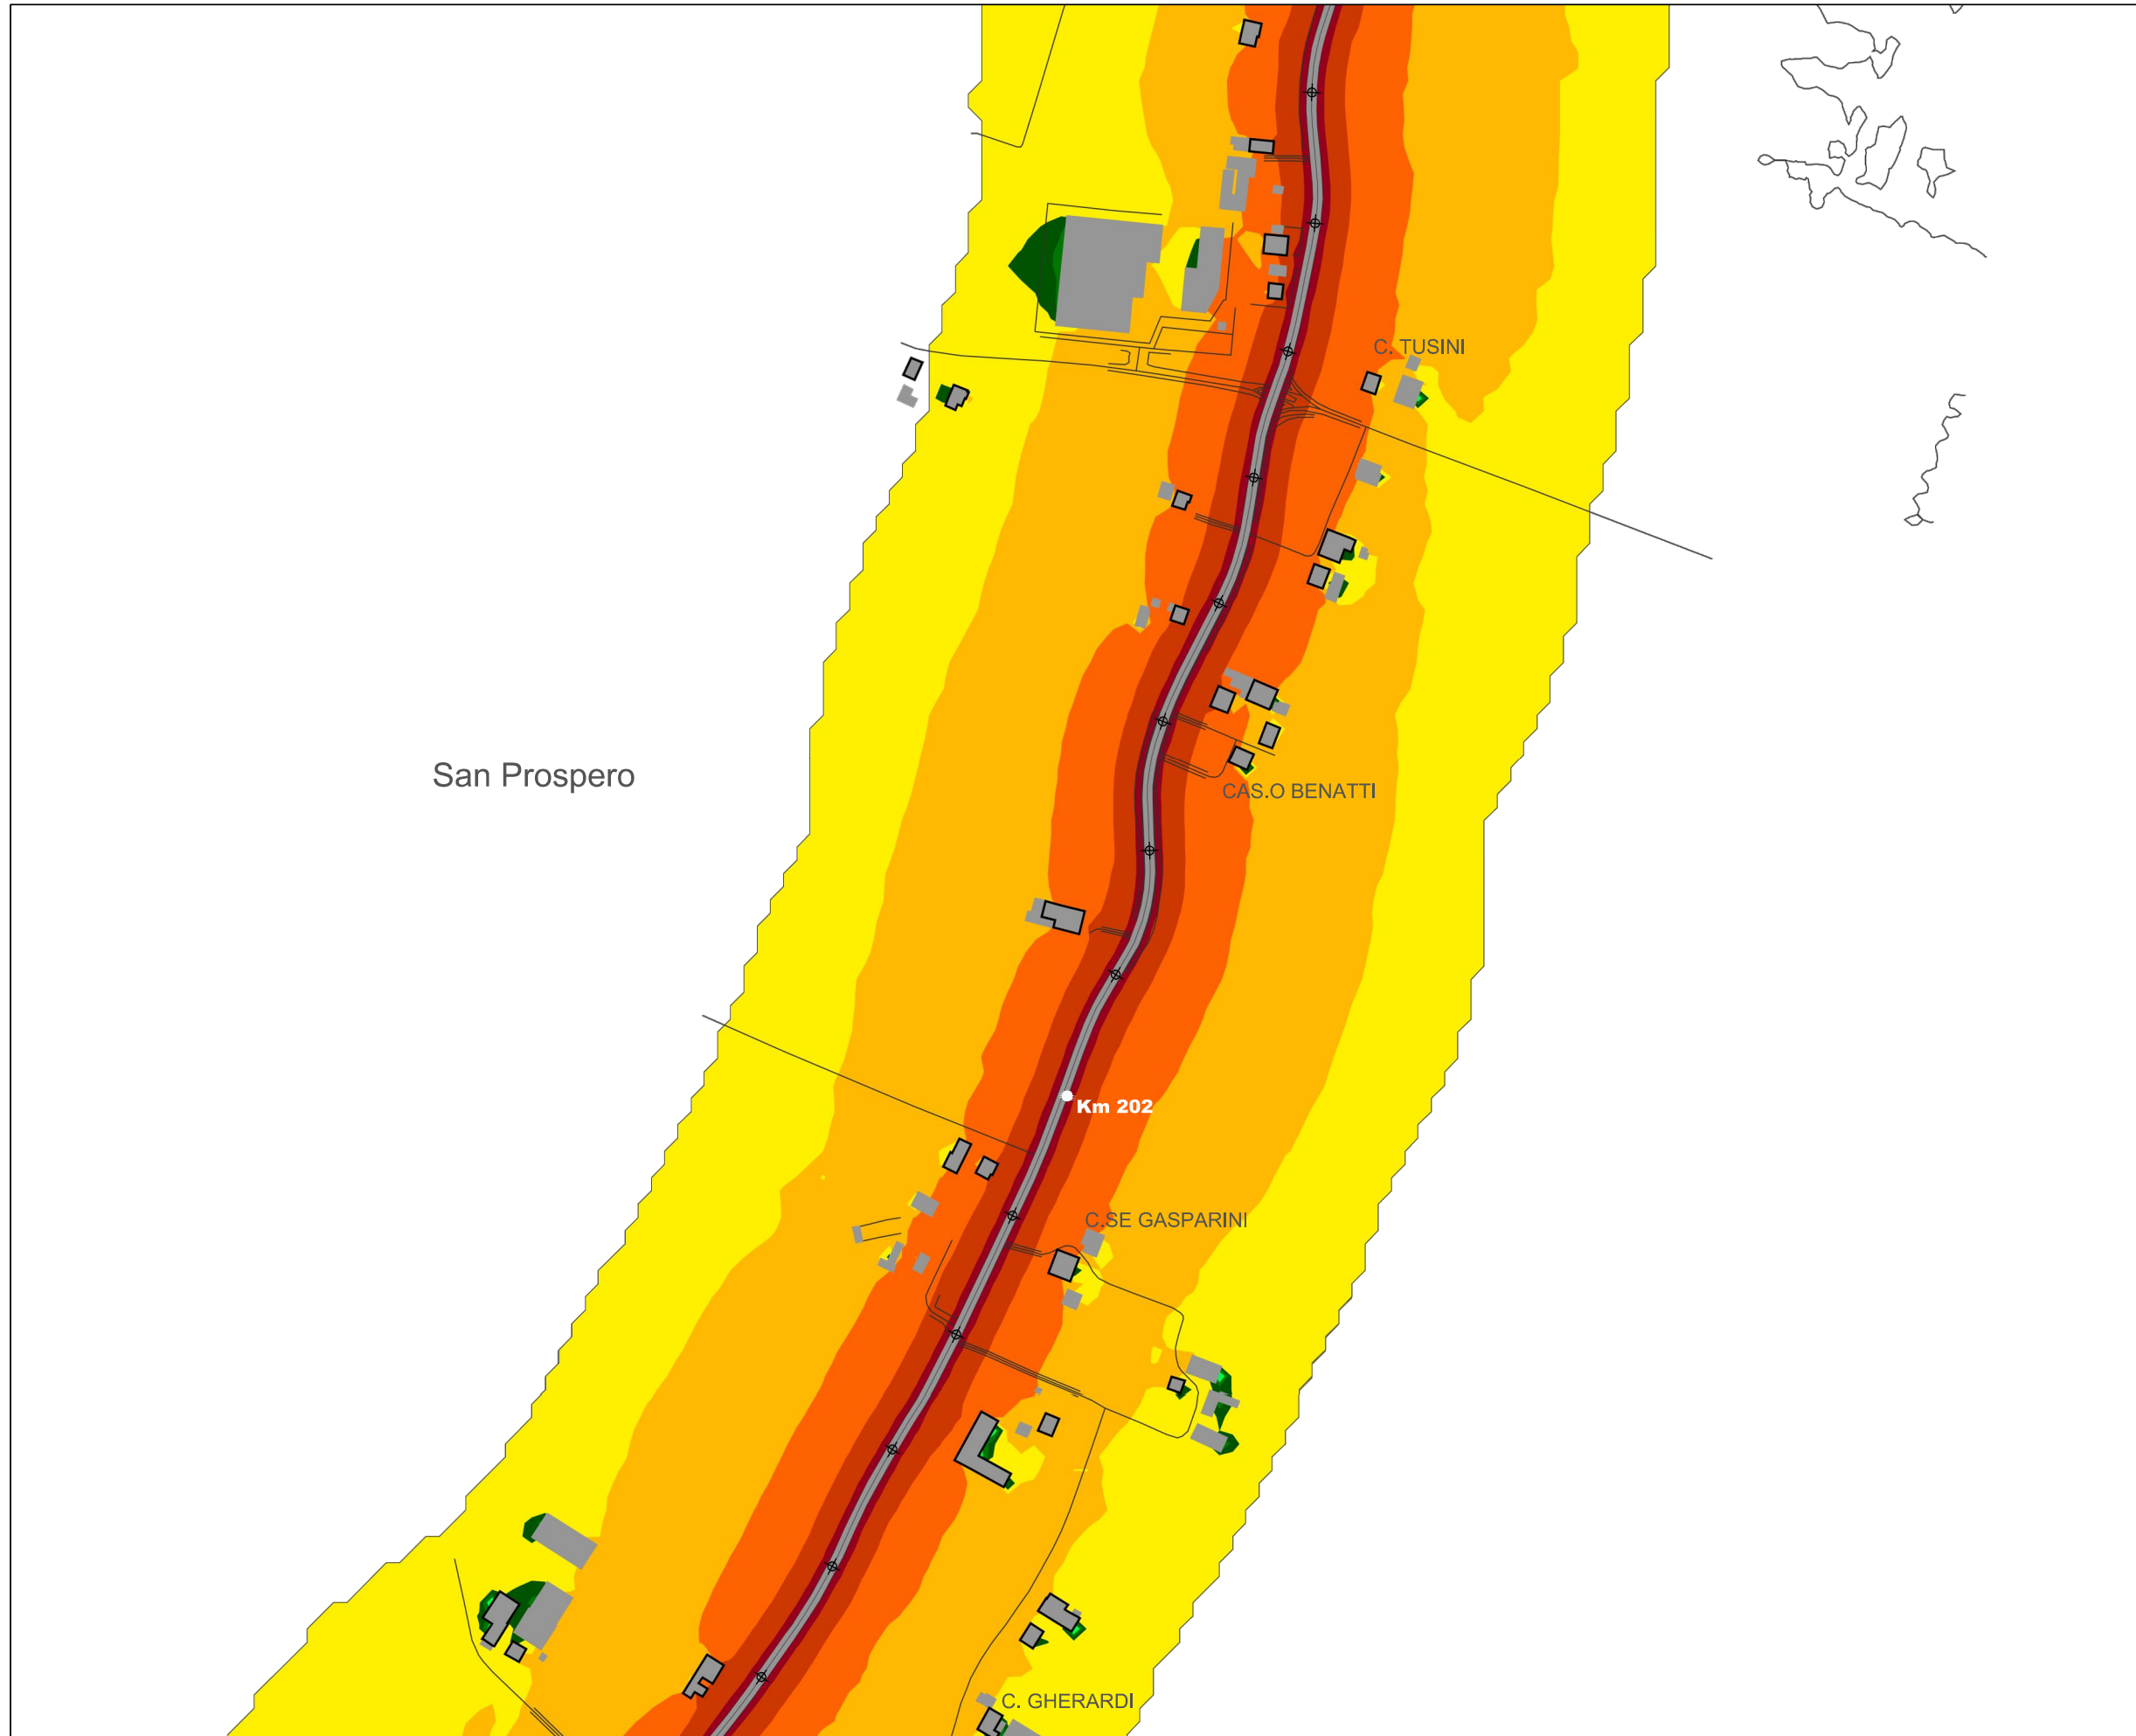 C. TUSINI
San Prospero
CAS.O BENATTI
Km 202
C.SE GASPARINI
C. GHERARDI